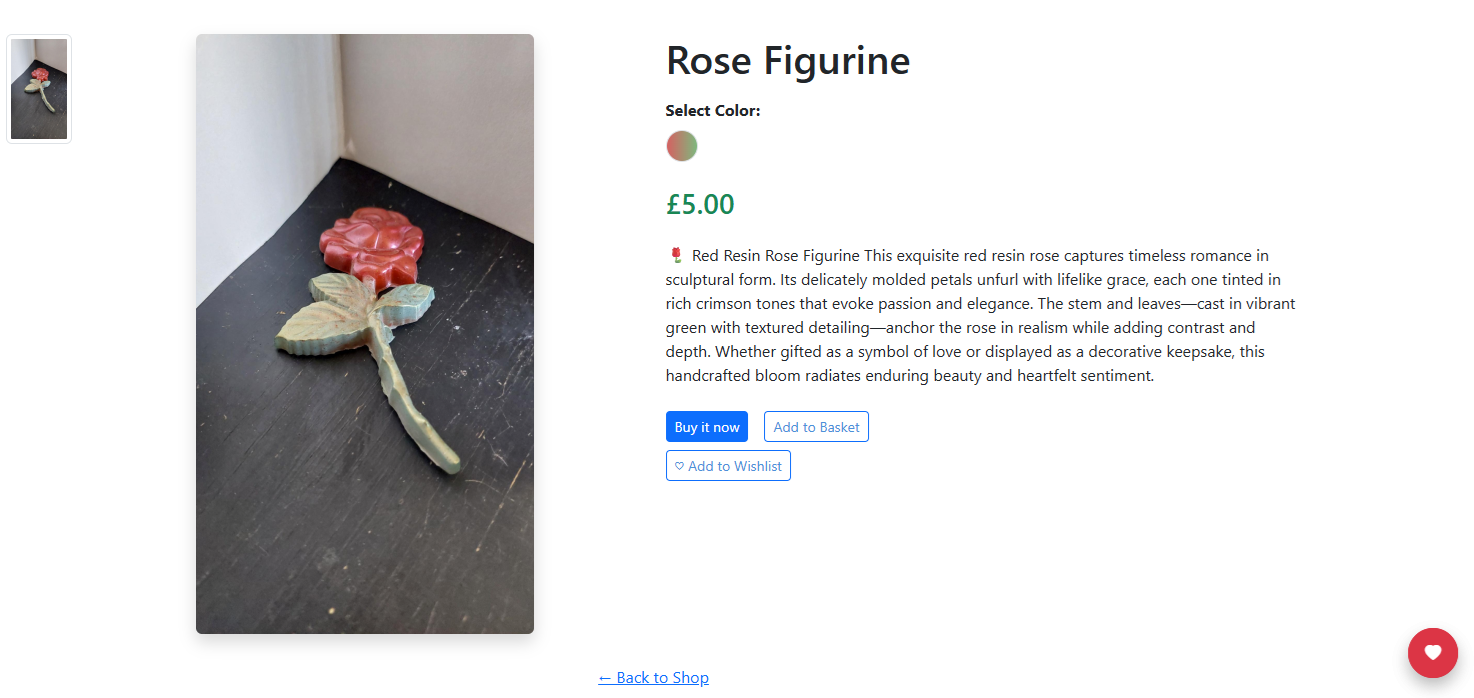 Rose Figurine
Select Color:
£5.00
🌹 Red Resin Rose Figurine This exquisite red resin rose captures timeless romance in
sculptural form. Its delicately molded petals unfurl with lifelike grace, each one tinted in
rich crimson tones that evoke passion and elegance. The stem and leaves—cast in vibrant
green with textured detailing—anchor the rose in realism while adding contrast and
depth. Whether gifted as a symbol of love or displayed as a decorative keepsake, this
handcrafted bloom radiates enduring beauty and heartfelt sentiment.
Buy it now
Add to Basket
♡ Add to Wishlist
← Back to Shop